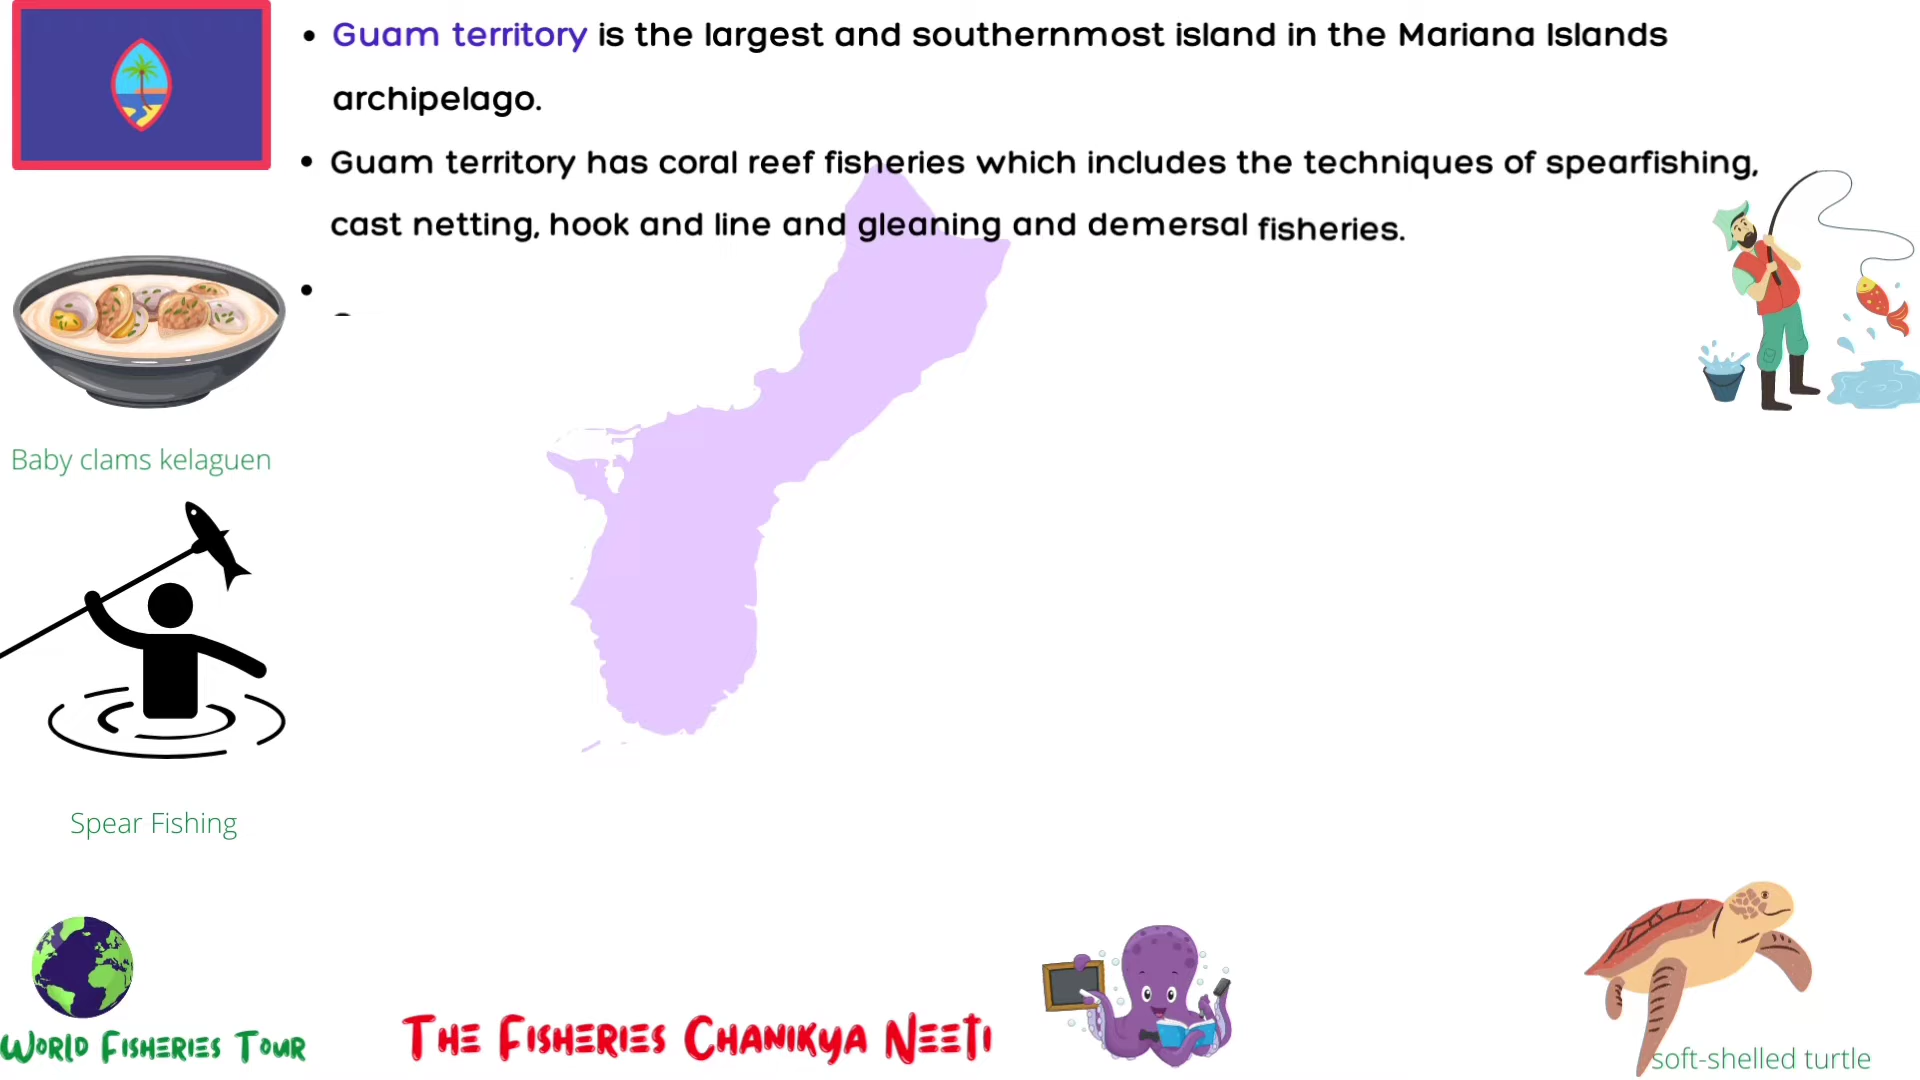 Guam territory is the largest and southernmost island in the Mariana Islands
archipelago.
Guam territory has coral reef fisheries which includes the techniques of spearfishing,
cast netting, hook and line and gleaning and demersal fisheries.
Baby clams kelaguen
Spear Fishing
World Fisheries Tour
The Fisheries Chanikya Neeti
soft-shelled turtle